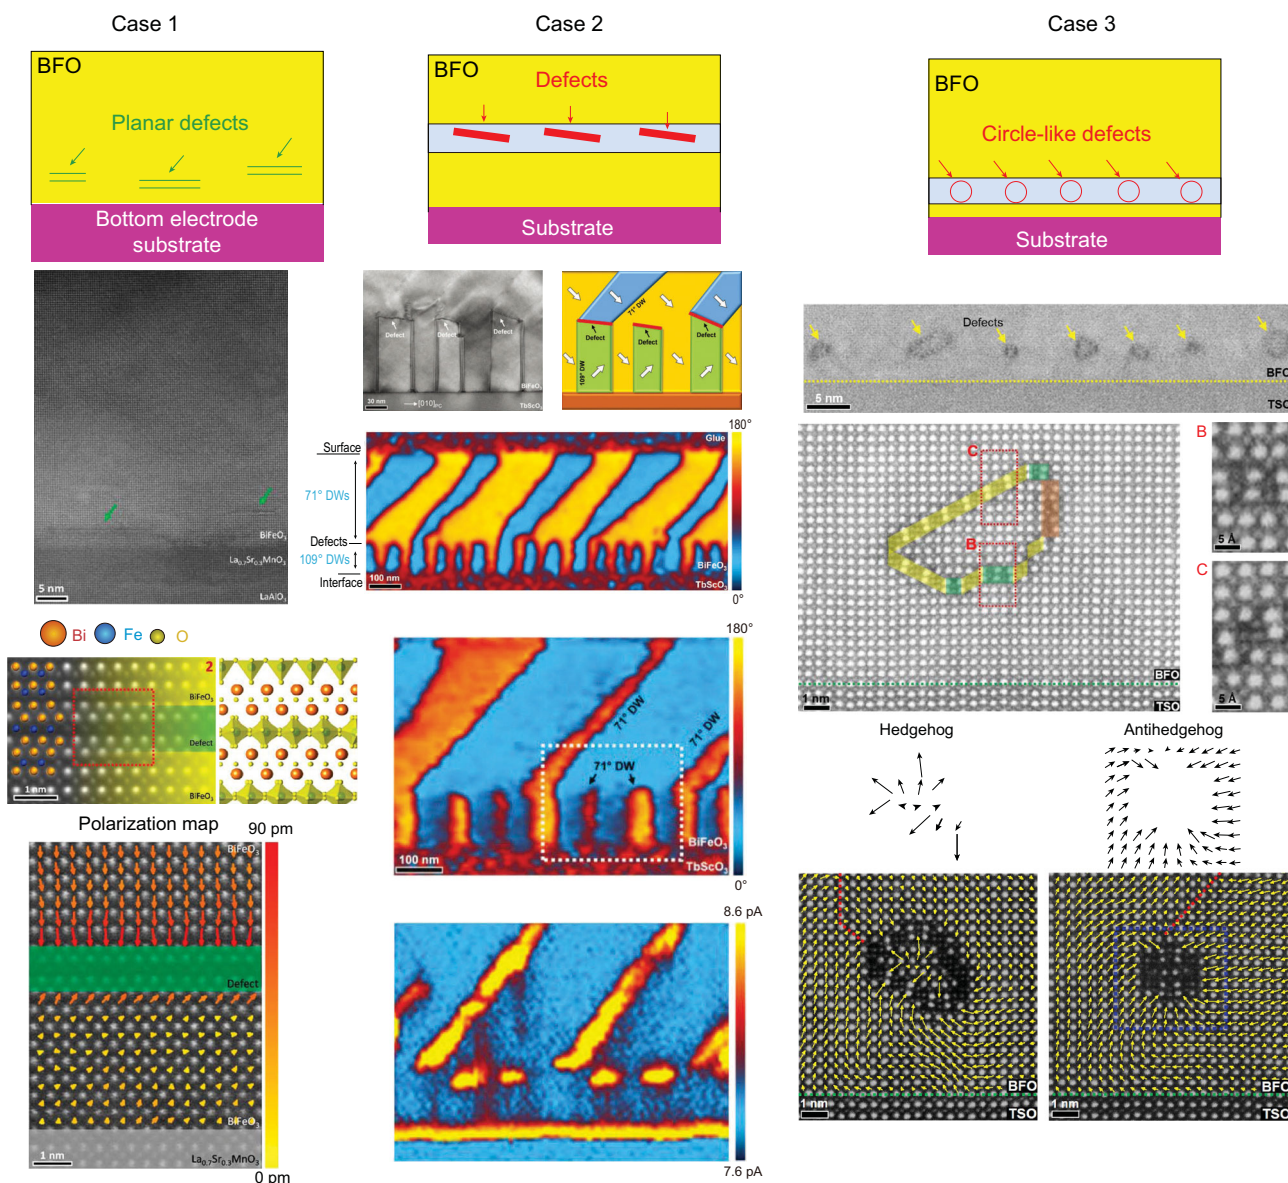 Case 1
Case 2
Case 3
BFO
Planar defects
Bottom electrode
substrate
BFO
Defects
Substrate
BFO
Circle-like defects
Substrate
BiFeO3
La0.7Sr0.3MnO3
LaAlO3
5 nm
Defect
Defect
Defect
BiFeO3
TbScO3
30 nm
[010]PC
71° DW
109° DW
Defect
Defect
Defect
Defects
BFO
TSO
5 nm
Surface
71° DWs
Defects
109° DWs
Interface
Glue
BiFeO3
TbScO3
100 nm
180°
0°
C
B
BFO
TSO
1 nm
B
5 Å
C
5 Å
Bi
Fe
O
2
BiFeO3
Defect
BiFeO3
1 nm
71° DW
71° DW
71° DW
BiFeO3
TbScO3
100 nm
180°
0°
Hedgehog
Antihedgehog
Polarization map
90 pm
BiFeO3
Defect
BiFeO3
La0.7Sr0.3MnO3
1 nm
0 pm
8.6 pA
7.6 pA
BFO
TSO
1 nm
BFO
TSO
1 nm